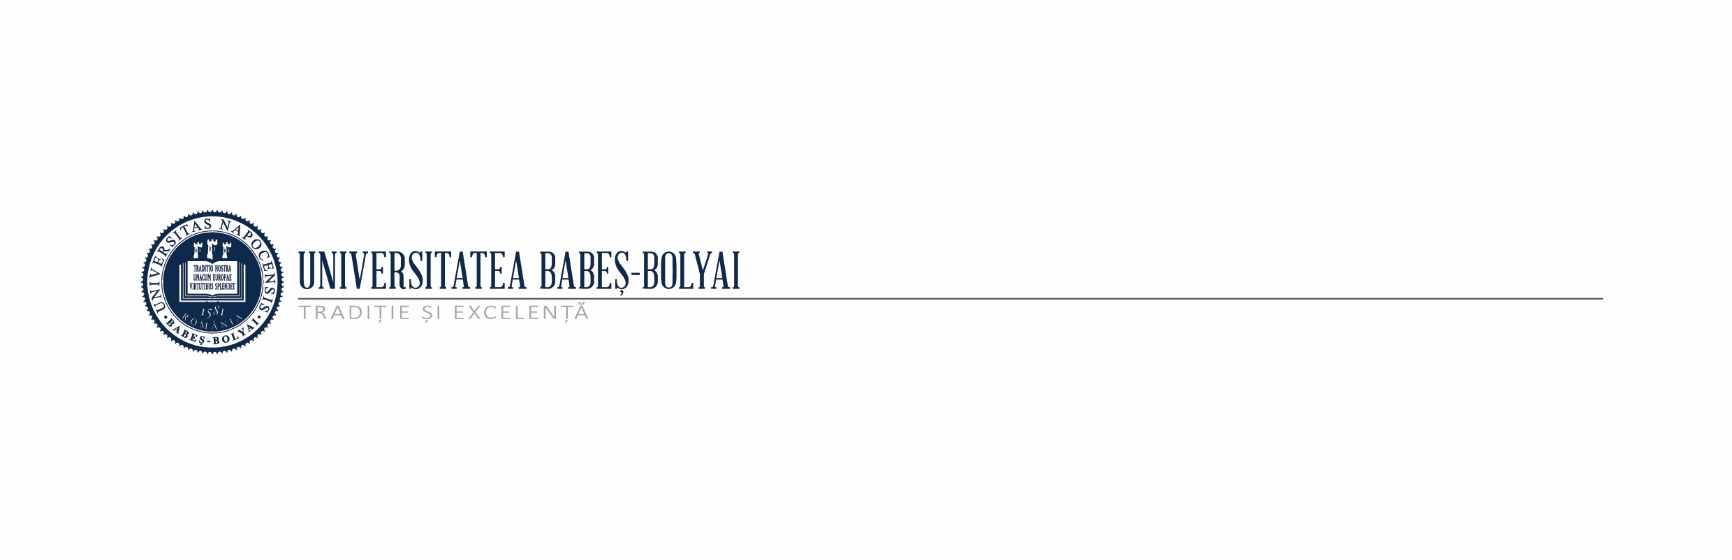 UNIVERSITAS NAPOCENSIS
TRADITIO NOSTRA
UNACUM EUROPAE
VIRTUTIBUS SPLENDET
1581
ROMÂNIA
·BABEȘ-BOLYAI·
UNIVERSITATEA BABEȘ-BOLYAI
TRADIȚIE ȘI EXCELENȚĂ